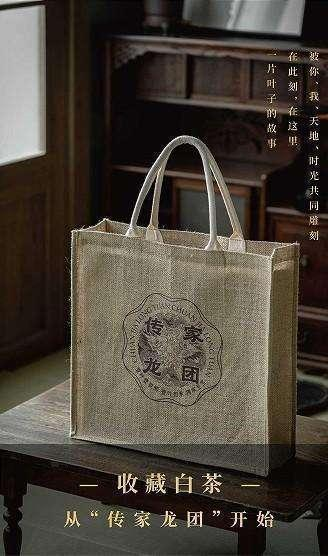 被你、我、天地、时光共同雕刻
在此刻，在这里
一片叶子的故事
传家
龙团
— 收藏白茶 —
从“传家龙团”开始